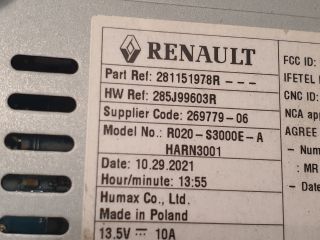 RENAULT
Part Ref: 281151978R - - -
HW Ref: 285J99603R
Supplier Code: 269779-06
Model No.: R020-S3000E-A
HARN3001
Date: 10.29.2021
Hour/minute: 13:55
Humax Co., Ltd.
Made in Poland
13.5V ⎓ 10A
FCC ID:
IFETEL
CNC ID:
NCA app
AGREE
- Num
: MR
- Da